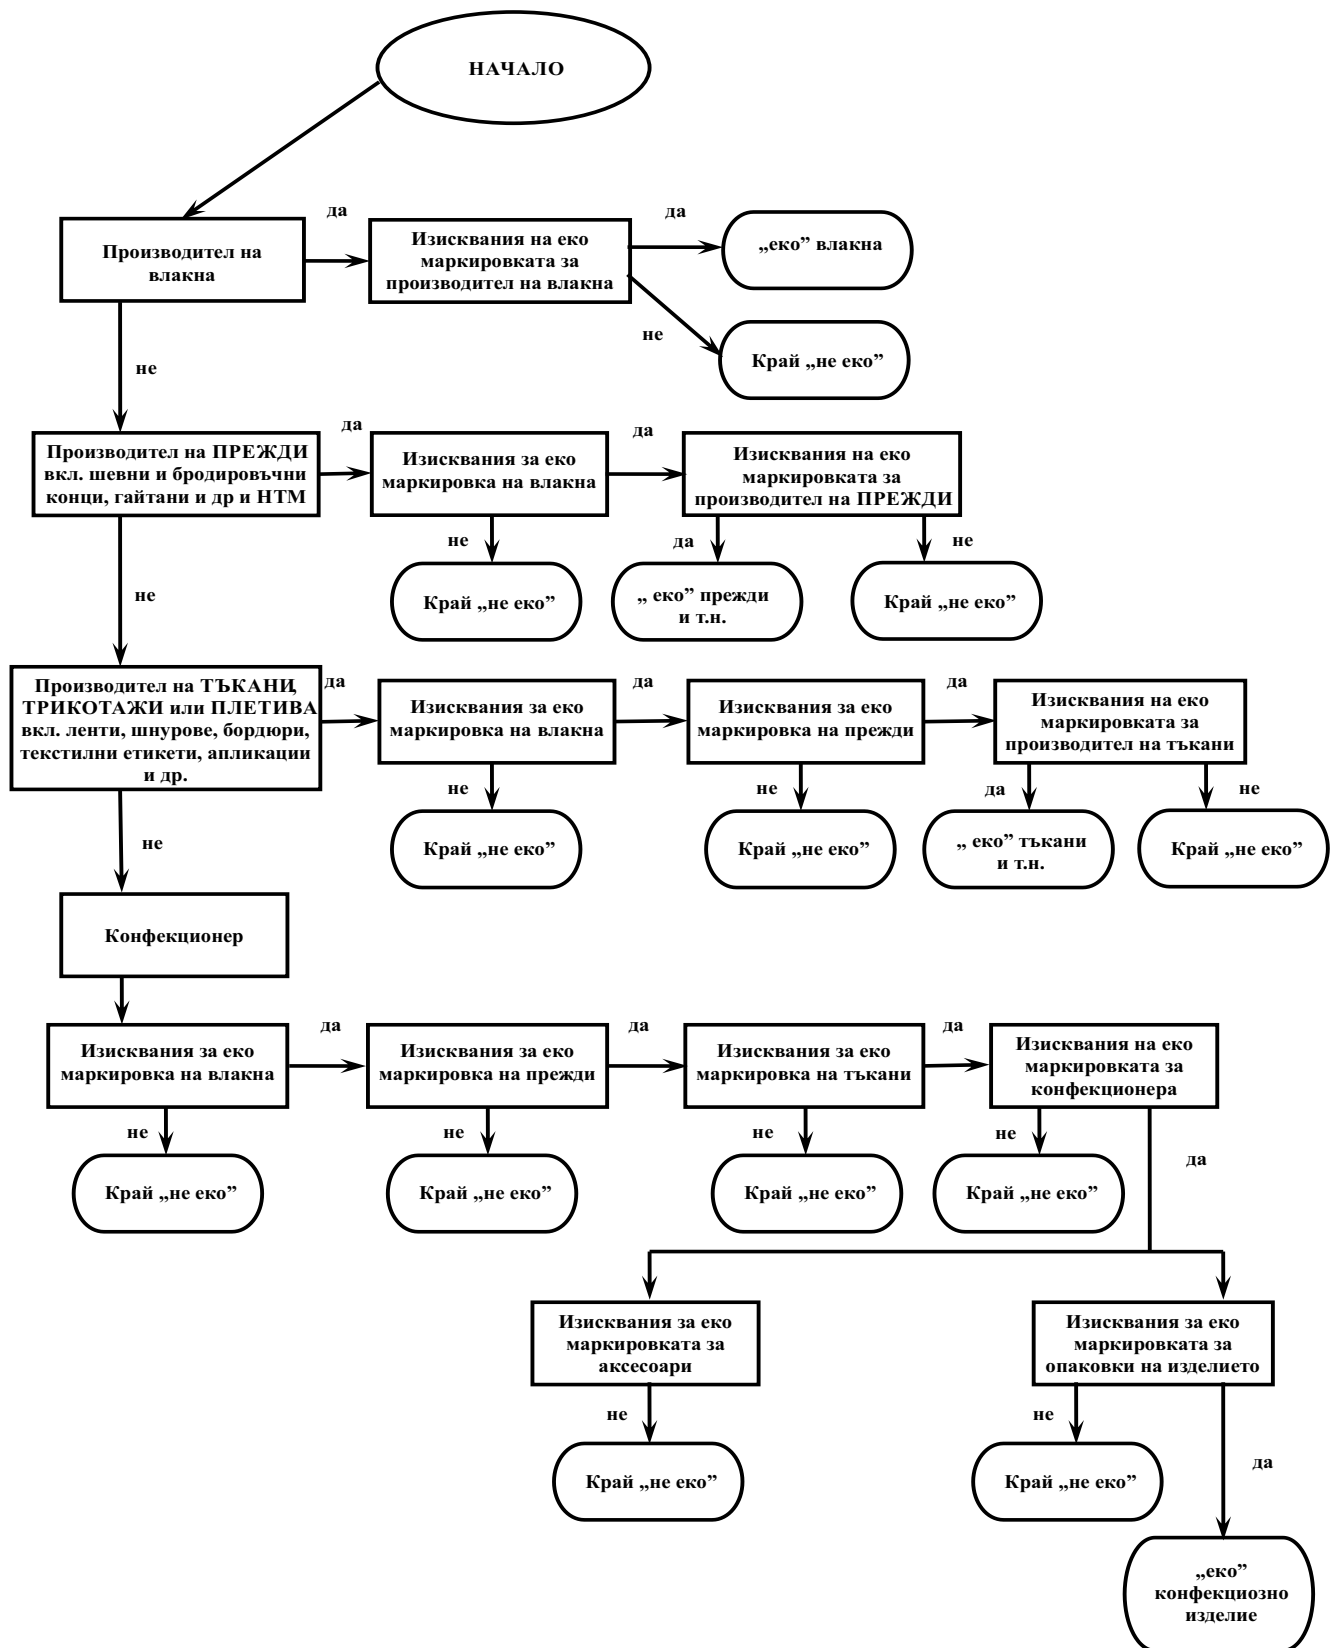 НАЧАЛО
да
да
Производител на
влакна
Изисквания на еко
маркировката за
производител на влакна
„еко” влакна
не
Край „не еко”
не
да
да
Производител на ПРЕЖДИ
вкл. шевни и бродировъчни
конци, гайтани и др и НТМ
Изисквания за еко
маркировка на влакна
Изисквания на еко
маркировката за
производител на ПРЕЖДИ
не
да
не
не
Край „не еко”
„ еко” прежди
и т.н.
Край „не еко”
Производител на ТЪКАНИ,
ТРИКОТАЖИ или ПЛЕТИВА
вкл. ленти, шнурове, бордюри,
текстилни етикети, апликации
и др.
да
Изисквания за еко
маркировка на влакна
да
Изисквания за еко
маркировка на прежди
да
Изисквания на еко
маркировката за
производител на тъкани
не
не
да
не
не
Край „не еко”
Край „не еко”
„ еко” тъкани
и т.н.
Край „не еко”
Конфекционер
Изисквания за еко
маркировка на влакна
да
Изисквания за еко
маркировка на прежди
да
Изисквания за еко
маркировка на тъкани
да
Изисквания на еко
маркировката за
конфекционера
не
не
не
не
да
Край „не еко”
Край „не еко”
Край „не еко”
Край „не еко”
Изисквания за еко
маркировката за
аксесоари
Изисквания за еко
маркировката за
опаковки на изделието
не
не
Край „не еко”
Край „не еко”
да
„еко”
конфекциозно
изделие